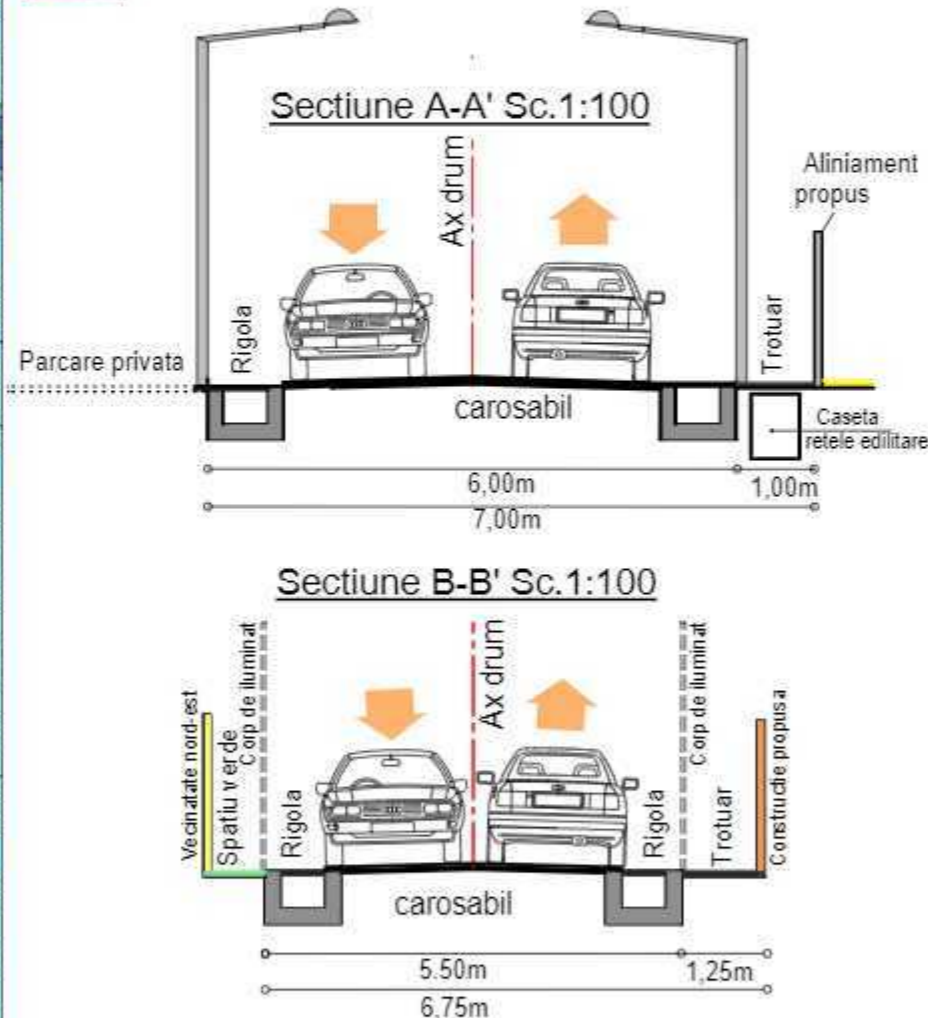 Sectiune A-A' Sc.1:100
Ax drum
Aliniament
propus
Rigola
Trotuar
Parcare privata
carosabil
Caseta
retele edilitare
6,00m
1,00m
7,00m
Sectiune B-B' Sc.1:100
Vecinatate nord-est
Spatiu verde
Corp de iluminat
Rigola
Ax drum
Rigola
Corp de iluminat
Trotuar
Constructie propusa
carosabil
5.50m
1,25m
6.75m